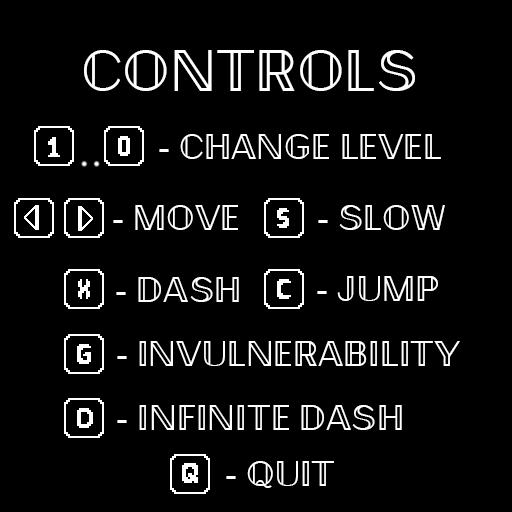 CONTROLS
1..0 - CHANGE LEVEL
◁ ▷ - MOVE S - SLOW
X - DASH C - JUMP
G - INVULNERABILITY
D - INFINITE DASH
Q - QUIT